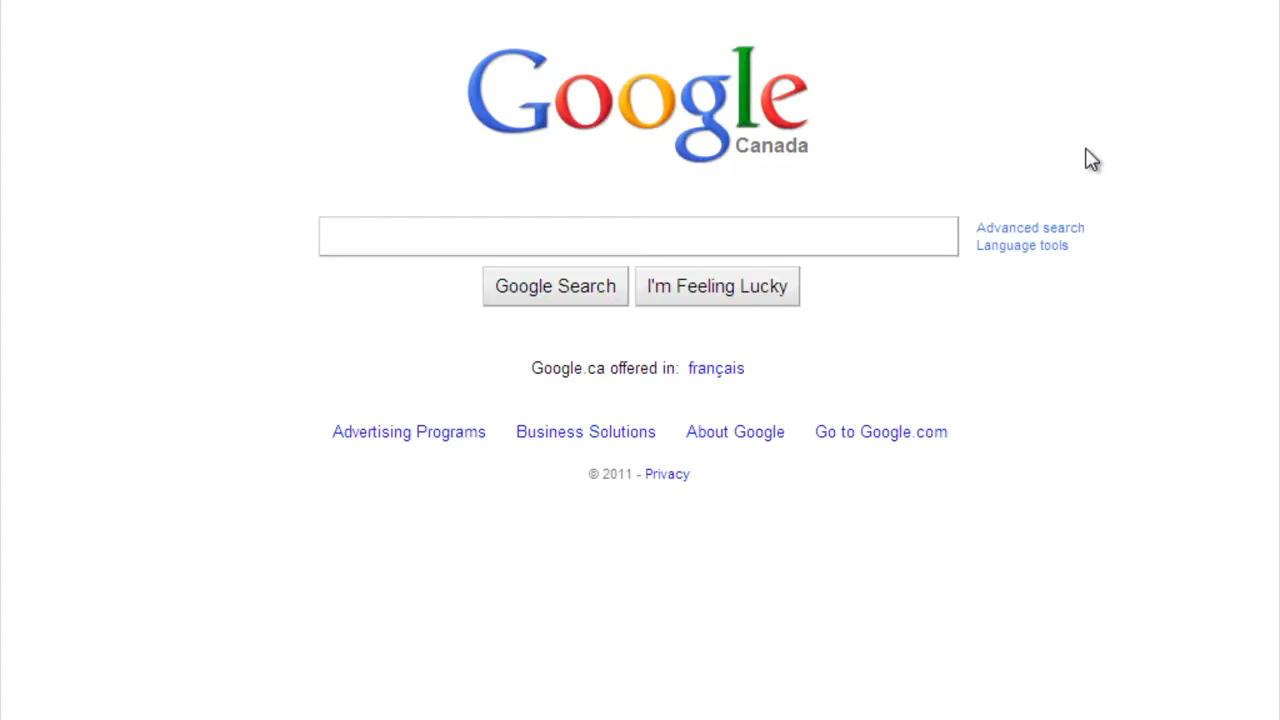 Google
Canada
Advanced search
Language tools
Google Search I'm Feeling Lucky
Google.ca offered in: français
Advertising Programs Business Solutions About Google Go to Google.com
© 2011 - Privacy